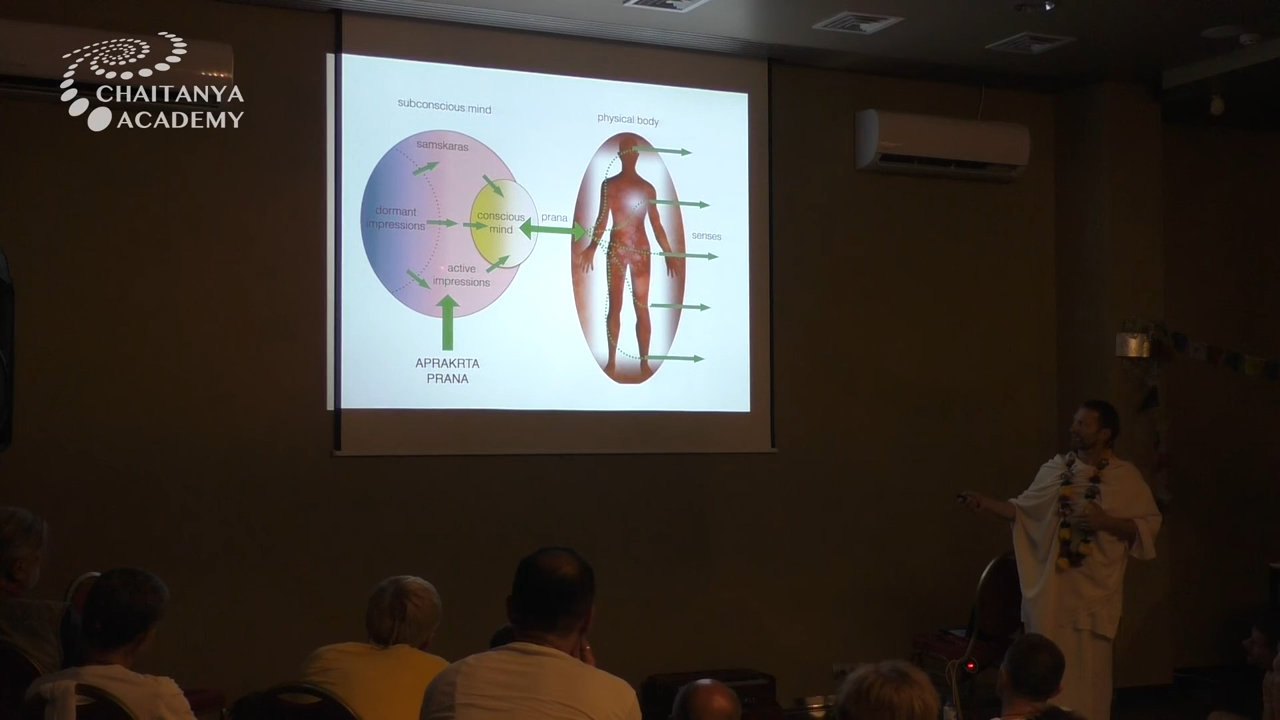 CHAITANYA
ACADEMY
subconscious mind
physical body
samskaras
dormant
impressions
conscious
mind
prana
senses
active
impressions
APRAKRTA
PRANA